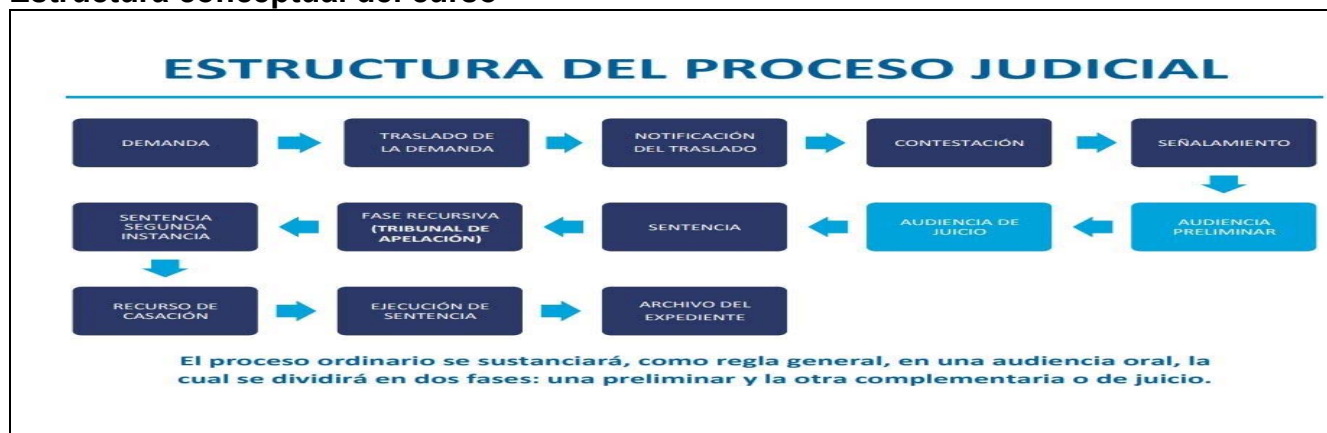 Estructura conceptual del curso
ESTRUCTURA DEL PROCESO JUDICIAL
DEMANDA
TRASLADO DE
LA DEMANDA
NOTIFICACIÓN
DEL TRASLADO
CONTESTACIÓN
SEÑALAMIENTO
AUDIENCIA
PRELIMINAR
AUDIENCIA DE
JUICIO
SENTENCIA
FASE RECURSIVA
(TRIBUNAL DE
APELACIÓN)
SENTENCIA
SEGUNDA
INSTANCIA
RECURSO DE
CASACIÓN
EJECUCIÓN DE
SENTENCIA
ARCHIVO DEL
EXPEDIENTE
El proceso ordinario se sustanciará, como regla general, en una audiencia oral, la
cual se dividirá en dos fases: una preliminar y la otra complementaria o de juicio.